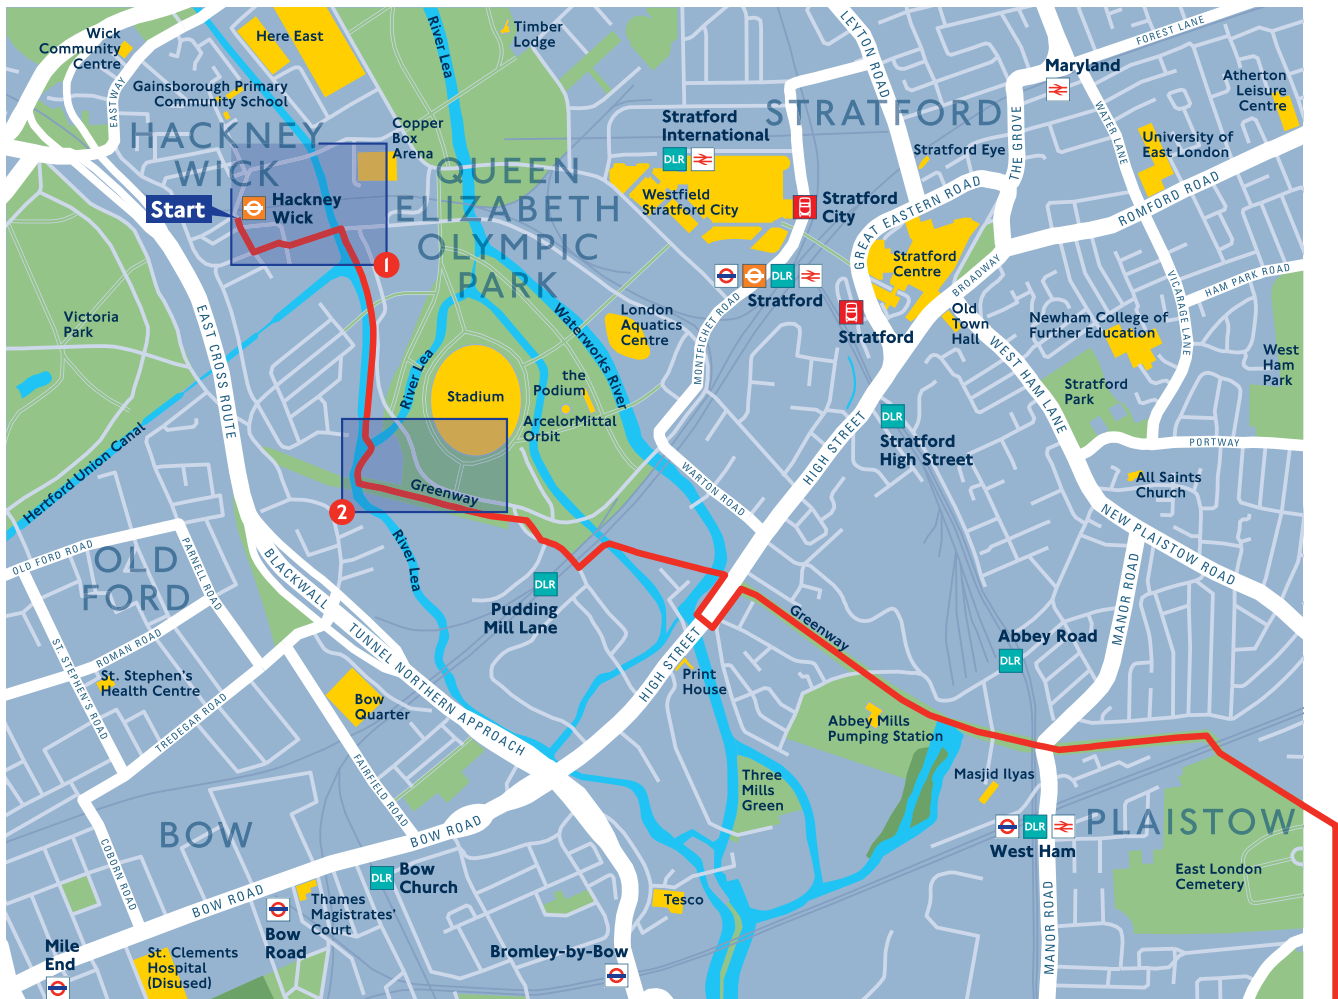 Wick
Community
Centre
Here East
River Lea
Timber
Lodge
LEYTON ROAD
FOREST LANE
Maryland
Atherton
Leisure
Centre
EASTWAY
Gainsborough Primary
Community School
HACKNEY
WICK
Copper
Box
Arena
Stratford
International
DLR
STRATFORD
THE GROVE
WATER LANE
University of
East London
Stratford Eye
QUEEN
ELIZABETH
OLYMPIC
PARK
Westfield
Stratford City
Stratford
City
GREAT EASTERN ROAD
ROMFORD ROAD
Start
Hackney
Wick
1
Stratford
Centre
BROADWAY
DLR
Stratford
MONTFICHET ROAD
Stratford
Old
Town
Hall
VICARAGE LANE
HAM PARK ROAD
Newham College of
Further Education
Victoria
Park
EAST CROSS ROUTE
Waterworks River
London
Aquatics
Centre
WEST HAM LANE
West
Ham
Park
River Lea
Stadium
the
Podium
ArcelorMittal
Orbit
Stratford
Park
HIGH STREET
DLR
Stratford
High Street
PORTWAY
Hertford Union Canal
Greenway
2
WARTON ROAD
All Saints
Church
NEW PLAISTOW ROAD
OLD FORD ROAD
OLD
FORD
PARNELL ROAD
BLACKWALL
TUNNEL NORTHERN APPROACH
River Lea
DLR
Pudding
Mill Lane
Greenway
MANOR ROAD
Abbey Road
DLR
ROMAN ROAD
ST. STEPHEN'S ROAD
St. Stephen's
Health Centre
TREDEGAR ROAD
Bow
Quarter
HIGH STREET
Print
House
Abbey Mills
Pumping Station
FAIRFIELD ROAD
Three
Mills
Green
Masjid Ilyas
BOW
BOW ROAD
DLR
West Ham
PLAISTOW
COBORN ROAD
DLR
Bow
Church
East London
Cemetery
BOW ROAD
Thames
Magistrates'
Court
Tesco
MANOR ROAD
Bow
Road
Mile
End
St. Clements
Hospital
(Disused)
Bromley-by-Bow